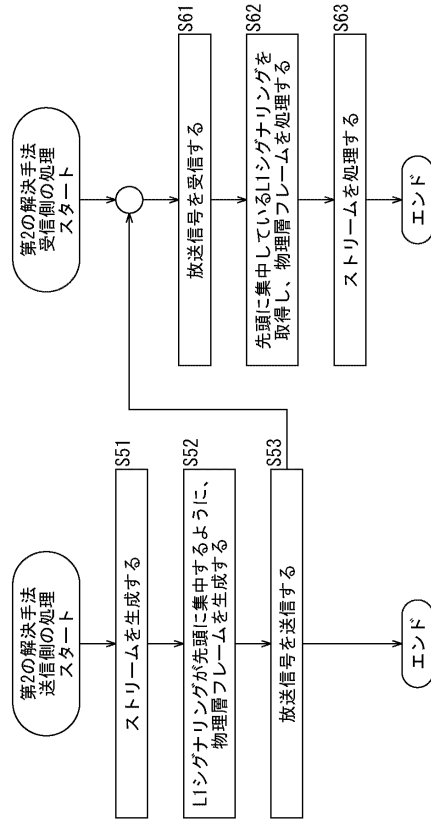 第2の解決手法
送信側の処理
スタート
S51
ストリームを生成する
S52
L1シグナリングが先頭に集中するように、
物理層フレームを生成する
S53
放送信号を送信する
エンド
第2の解決手法
受信側の処理
スタート
S61
放送信号を受信する
S62
先頭に集中しているL1シグナリングを
取得し、物理層フレームを処理する
S63
ストリームを処理する
エンド